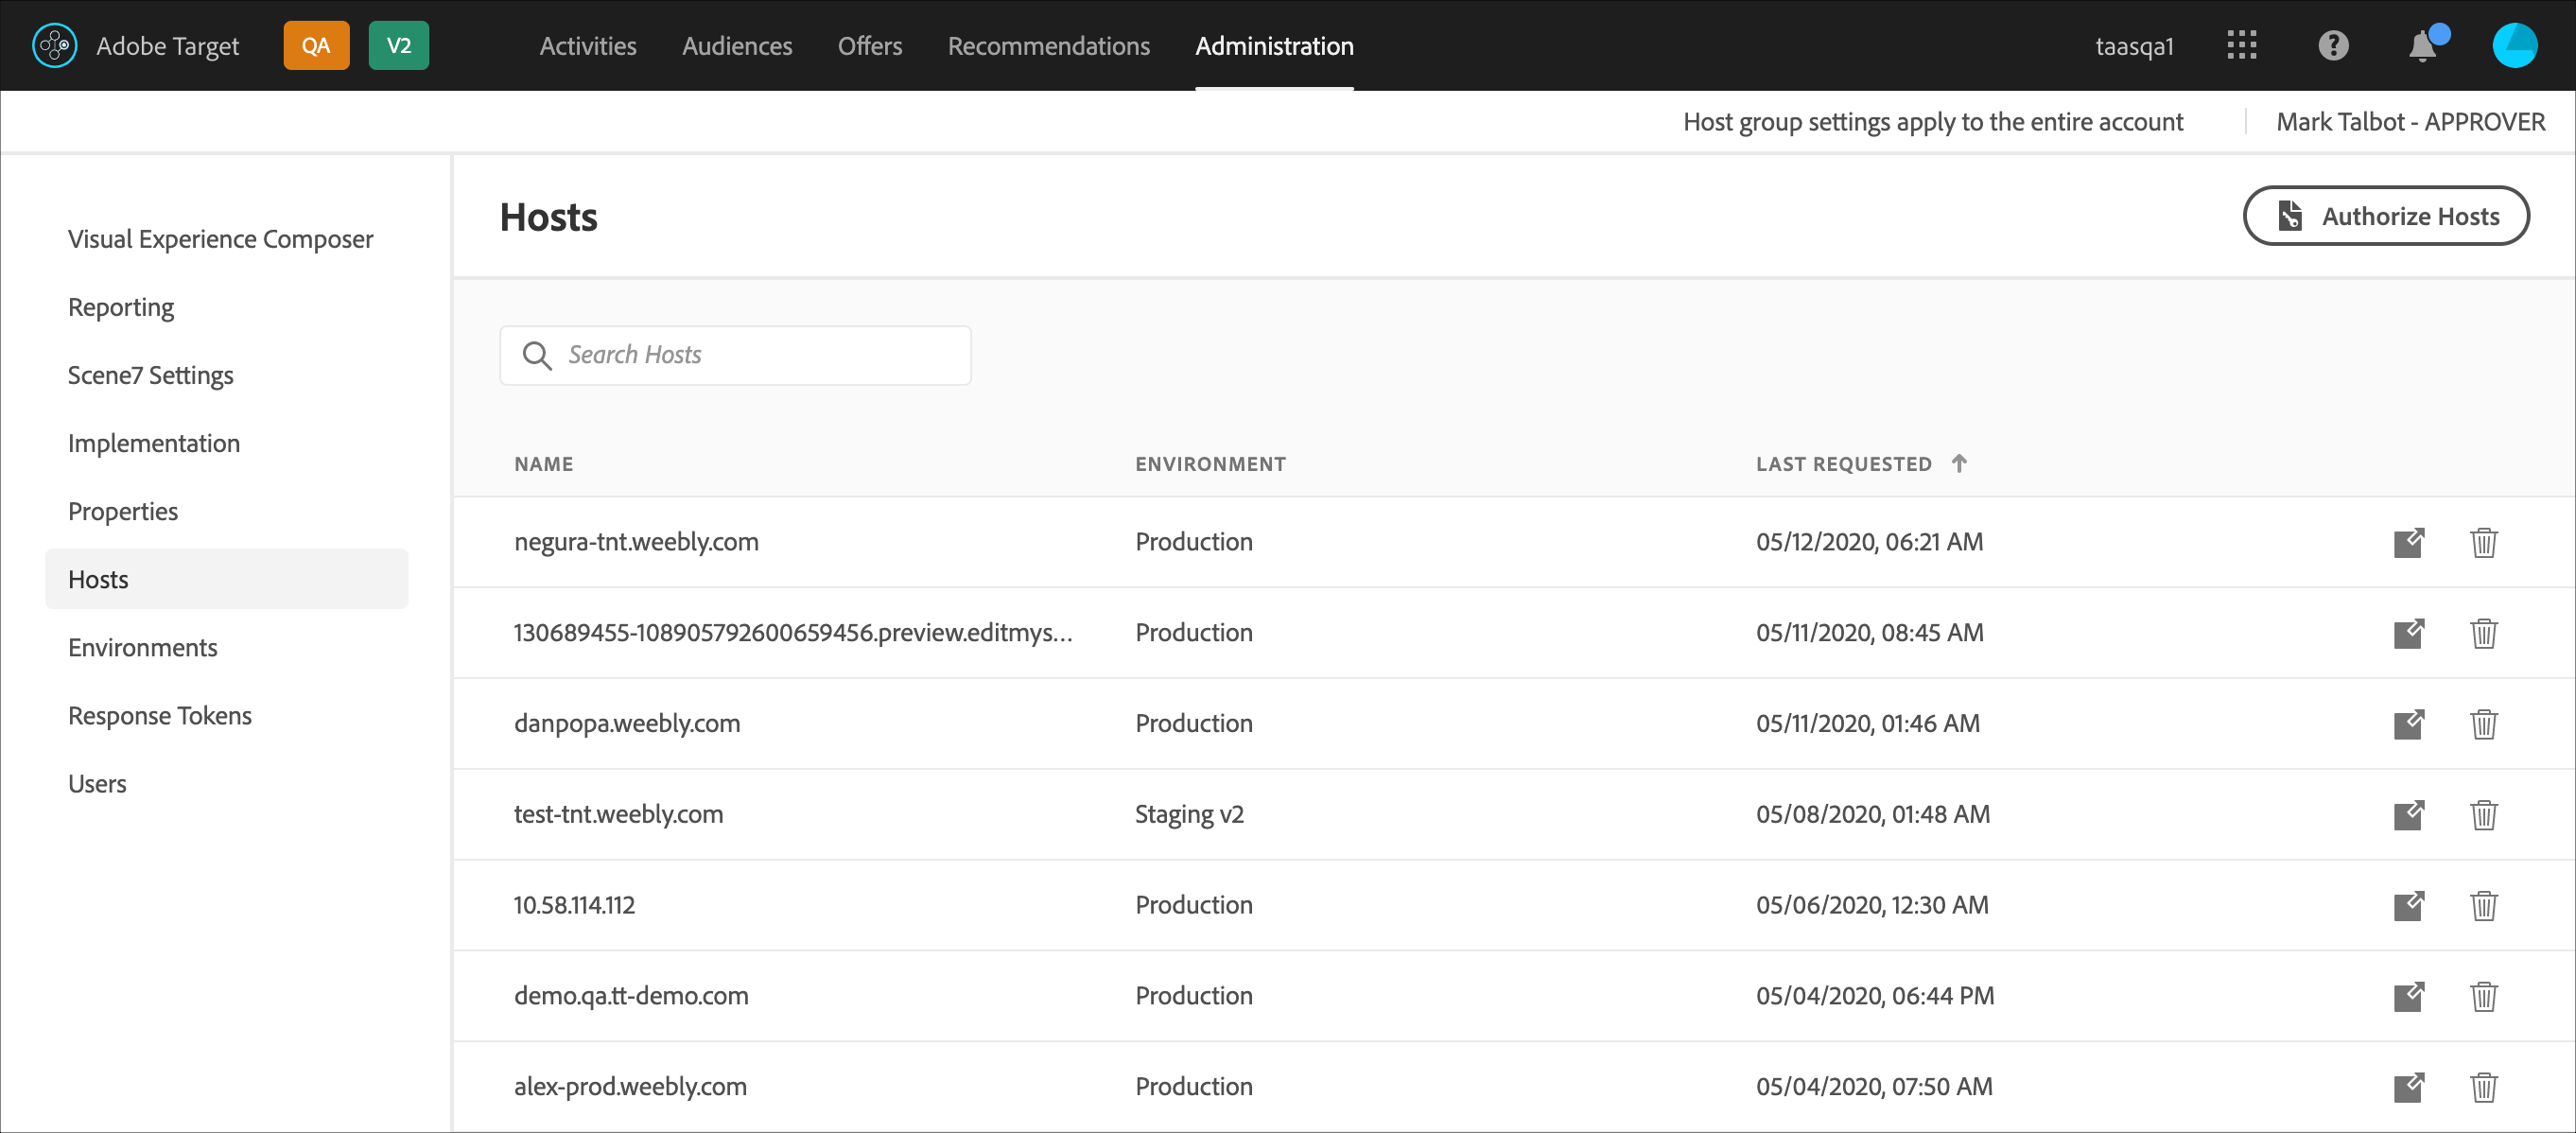 Adobe Target QA V2 Activities Audiences Offers Recommendations Administration taasqa1
Host group settings apply to the entire account Mark Talbot - APPROVER
Visual Experience Composer
Reporting
Scene7 Settings
Implementation
Properties
Hosts
Environments
Response Tokens
Users
Hosts
Authorize Hosts
Search Hosts
NAME ENVIRONMENT LAST REQUESTED
negura-tnt.weebly.com Production 05/12/2020, 06:21 AM
130689455-108905792600659456.preview.editmys... Production 05/11/2020, 08:45 AM
danpopa.weebly.com Production 05/11/2020, 01:46 AM
test-tnt.weebly.com Staging v2 05/08/2020, 01:48 AM
10.58.114.112 Production 05/06/2020, 12:30 AM
demo.qa.tt-demo.com Production 05/04/2020, 06:44 PM
alex-prod.weebly.com Production 05/04/2020, 07:50 AM